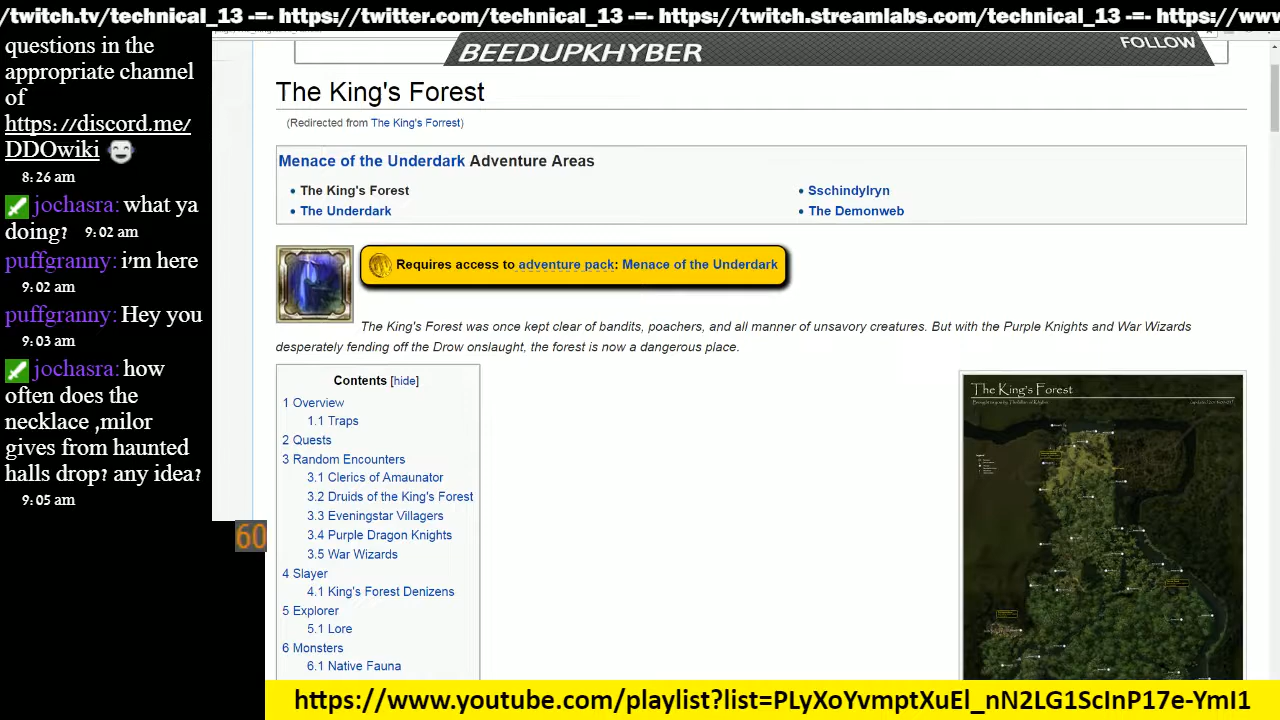 /twitch.tv/technical_13 -=- https://twitter.com/technical_13 -=- https://twitch.streamlabs.com/technical_13 -=- https://www
questions in the
appropriate channel
of
https://discord.me/
DDOwiki
8:26 am
jochasra: what ya
doing? 9:02 am
puffgranny: i'm here
9:02 am
puffgranny: Hey you
9:03 am
jochasra: how
often does the
necklace ,milor
gives from haunted
halls drop? any idea?
9:05 am
60
BEEDUPKHYBER
FOLLOW
The King's Forest
(Redirected from The King's Forrest)
Menace of the Underdark Adventure Areas
• The King's Forest
• The Underdark
• Sschindylryn
• The Demonweb
Requires access to adventure pack: Menace of the Underdark
The King's Forest was once kept clear of bandits, poachers, and all manner of unsavory creatures. But with the Purple Knights and War Wizards
desperately fending off the Drow onslaught, the forest is now a dangerous place.
Contents [hide]
1 Overview
1.1 Traps
2 Quests
3 Random Encounters
3.1 Clerics of Amaunator
3.2 Druids of the King's Forest
3.3 Eveningstar Villagers
3.4 Purple Dragon Knights
3.5 War Wizards
4 Slayer
4.1 King's Forest Denizens
5 Explorer
5.1 Lore
6 Monsters
6.1 Native Fauna
The King's Forest
https://www.youtube.com/playlist?list=PLyXoYvmptXuEl_nN2LG1ScInP17e-YmI1